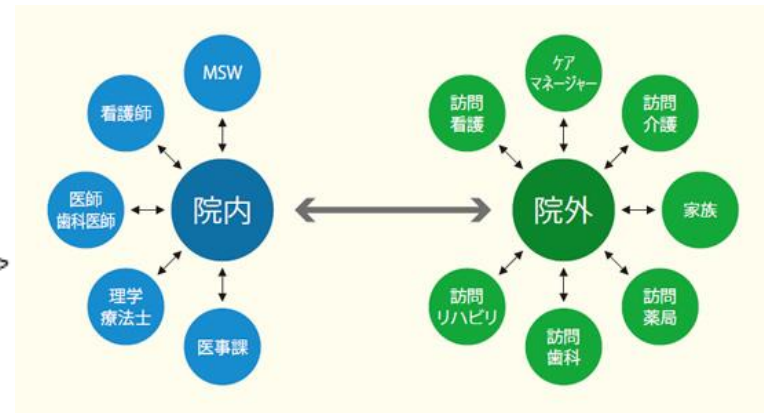 MSW
看護師
医師
歯科医師
理学
療法士
医事課
院内
ケア
マネージャー
訪問
看護
訪問
介護
家族
院外
訪問
薬局
訪問
歯科
訪問
リハビリ